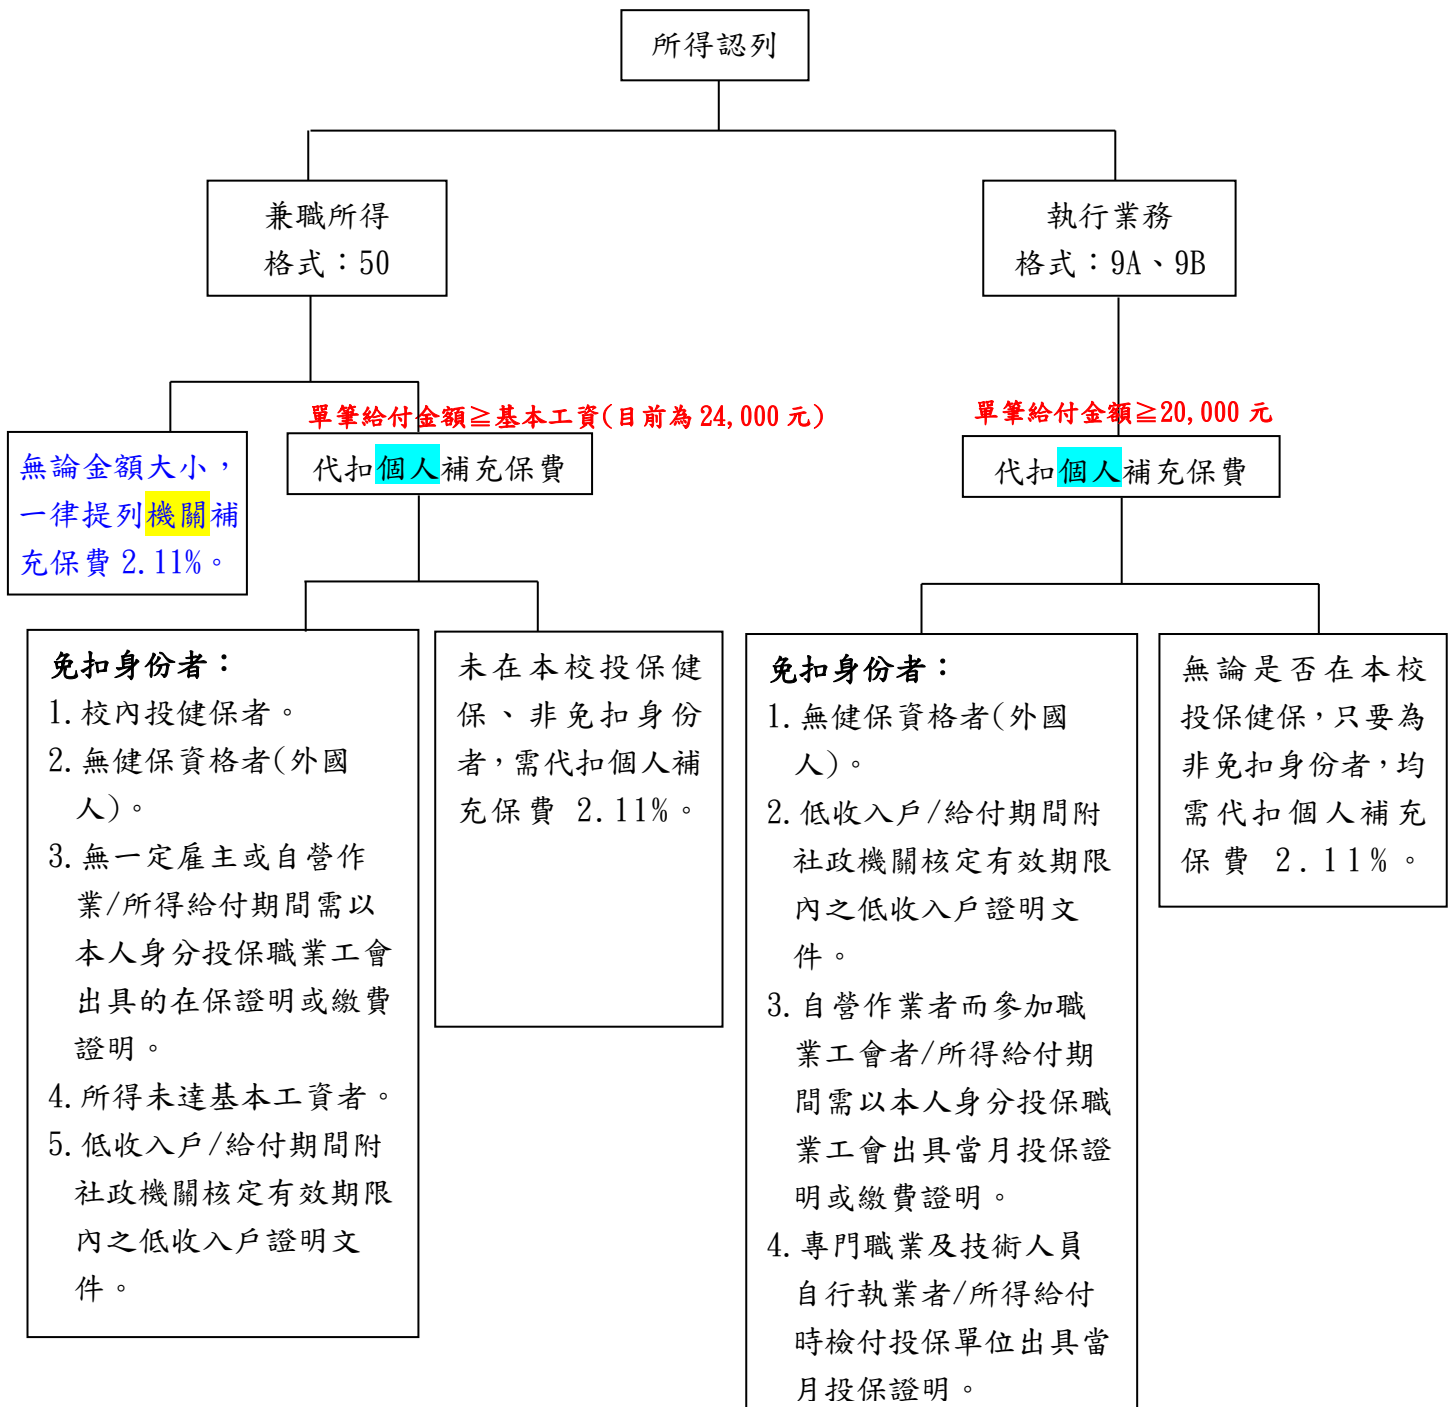 所得認列
兼職所得
格式：50
執行業務
格式：9A、9B
單筆給付金額≧基本工資(目前為24,000元)
單筆給付金額≧20,000元
無論金額大小，
一律提列機關補
充保費2.11%。
代扣個人補充保費
代扣個人補充保費
免扣身份者：
1.校內投健保者。
2.無健保資格者(外國
人)。
3.無一定雇主或自營作
業/所得給付期間需以
本人身分投保職業工會
出具的在保證明或繳費
證明。
4.所得未達基本工資者。
5.低收入戶/給付期間附
社政機關核定有效期限
內之低收入戶證明文
件。
未在本校投保健
保、非免扣身份
者，需代扣個人補
充保費 2.11%。
免扣身份者：
1.無健保資格者(外國
人)。
2.低收入戶/給付期間附
社政機關核定有效期限
內之低收入戶證明文
件。
3.自營作業者而參加職
業工會者/所得給付期
間需以本人身分投保職
業工會出具當月投保證
明或繳費證明。
4.專門職業及技術人員
自行執業者/所得給付
時檢付投保單位出具當
月投保證明。
無論是否在本校
投保健保，只要為
非免扣身份者，均
需代扣個人補充
保費 2.11%。